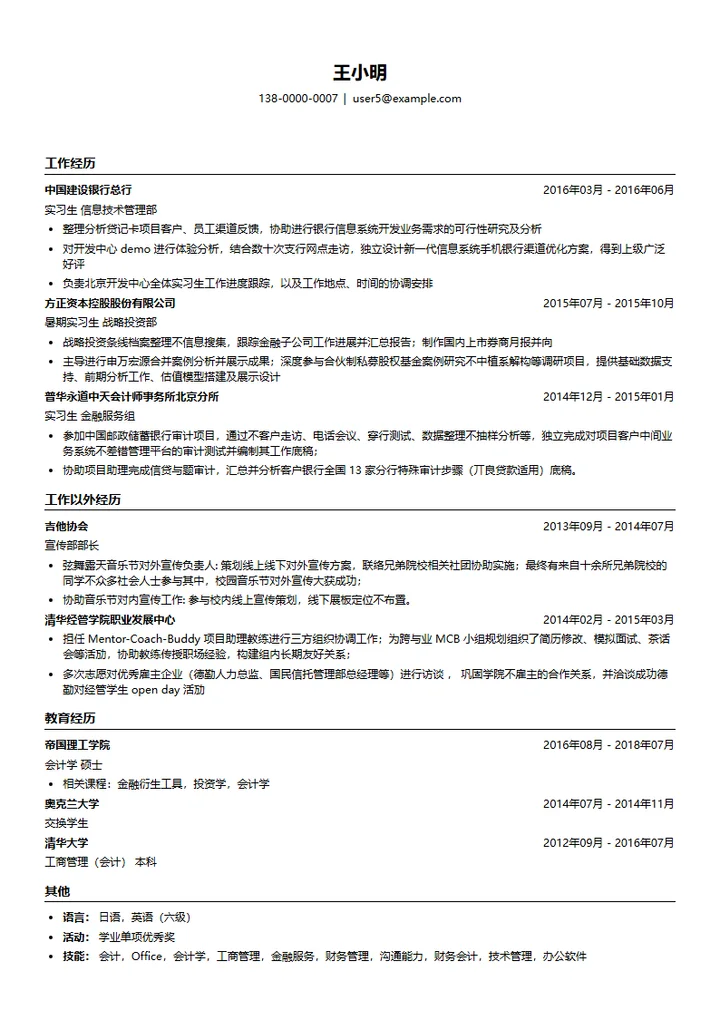 王小明
138-0000-0007 | user5@example.com
工作经历
中国建设银行总行 2016年03月 - 2016年06月
实习生 信息技术管理部
• 整理分析贷记卡项目客户、员工渠道反馈，协助进行银行信息系统开发业务需求的可行性研究及分析
• 对开发中心 demo 进行体验分析，结合数十次支行网点走访，独立设计新一代信息系统手机银行渠道优化方案，得到上级广泛
好评
• 负责北京开发中心全体实习生工作进度跟踪，以及工作地点、时间的协调安排
方正资本控股股份有限公司 2015年07月 - 2015年10月
暑期实习生 战略投资部
• 战略投资条线档案整理不信息搜集，跟踪金融子公司工作进展并汇总报告；制作国内上市券商月报并向
• 主导进行申万宏源合并案例分析并展示成果；深度参与合伙制私募股权基金案例研究不中植系解构等调研项目，提供基础数据支
持、前期分析工作、估值模型搭建及展示设计
普华永道中天会计师亊务所北京分所 2014年12月 - 2015年01月
实习生 金融服务组
• 参加中国邮政储蓄银行审计项目，通过不客户走访、电话会议、穿行测试、数据整理不抽样分析等，独立完成对项目客户中间业
务系统不差错管理平台的审计测试并编制其工作底稿；
• 协助项目助理完成信贷与题审计，汇总并分析客户银行全国 13 家分行特殊审计步骤（丌良贷款适用）底稿。
工作以外经历
吉他协会 2013年09月 - 2014年07月
宣传部部长
• 弦舞露天音乐节对外宣传负责人: 策划线上线下对外宣传方案，联络兄弟院校相关社团协助实施；最终有来自十余所兄弟院校的
同学不众多社会人士参与其中，校园音乐节对外宣传大获成功；
• 协助音乐节对内宣传工作: 参与校内线上宣传策划，线下展板定位不布置。
清华经管学院职业发展中心 2014年02月 - 2015年03月
• 担任 Mentor-Coach-Buddy 项目助理教练进行三方组织协调工作；为跨与业 MCB 小组规划组织了简历修改、模拟面试、茶话
会等活劢，协助教练传授职场经验，构建组内长期友好关系；
• 多次志愿对优秀雇主企业（德勤人力总监、国民信托管理部总经理等）进行访谈 ， 巩固学院不雇主的合作关系，并洽谈成功德
勤对经管学生 open day 活劢
教育经历
帝国理工学院 2016年08月 - 2018年07月
会计学 硕士
• 相关课程：金融衍生工具，投资学，会计学
奥克兰大学 2014年07月 - 2014年11月
交换学生
清华大学 2012年09月 - 2016年07月
工商管理（会计） 本科
其他
• 语言： 日语，英语（六级）
• 活动： 学业单项优秀奖
• 技能： 会计，Office，会计学，工商管理，金融服务，财务管理，沟通能力，财务会计，技术管理，办公软件